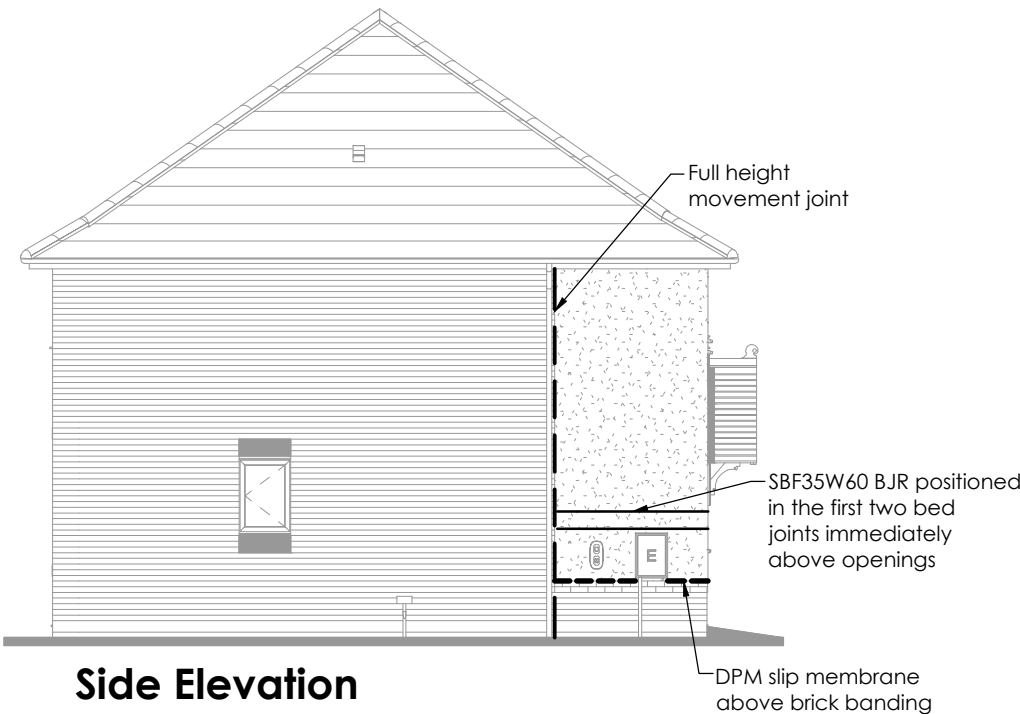 Full height
movement joint
SBF35W60 BJR positioned
in the first two bed
joints immediately
above openings
E
DPM slip membrane
above brick banding
Side Elevation